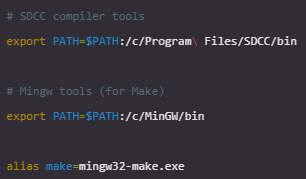 # SDCC compiler tools
export PATH=$PATH:/c/Program\ Files/SDCC/bin
# Mingw tools (for Make)
export PATH=$PATH:/c/MinGW/bin
alias make=mingw32-make.exe